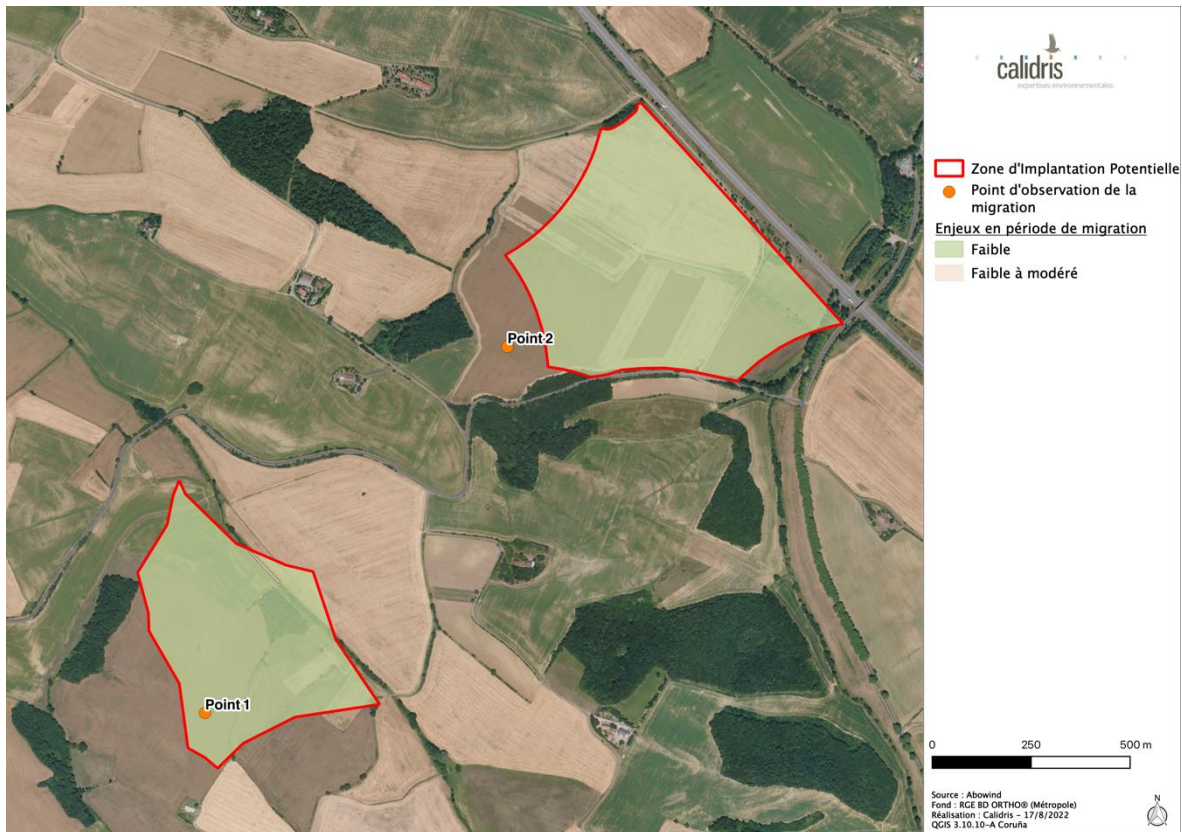 calidris
expertises environnementales
Zone d'Implantation Potentielle
Point d'observation de la
migration
Enjeux en période de migration
Faible
Faible à modéré
Point 2
Point 1
0 250 500 m
Source : Abowind
Fond : RGE BD ORTHO® (Métropole)
Réalisation : Calidris - 17/8/2022
QGIS 3.10.10-A Coruña
N